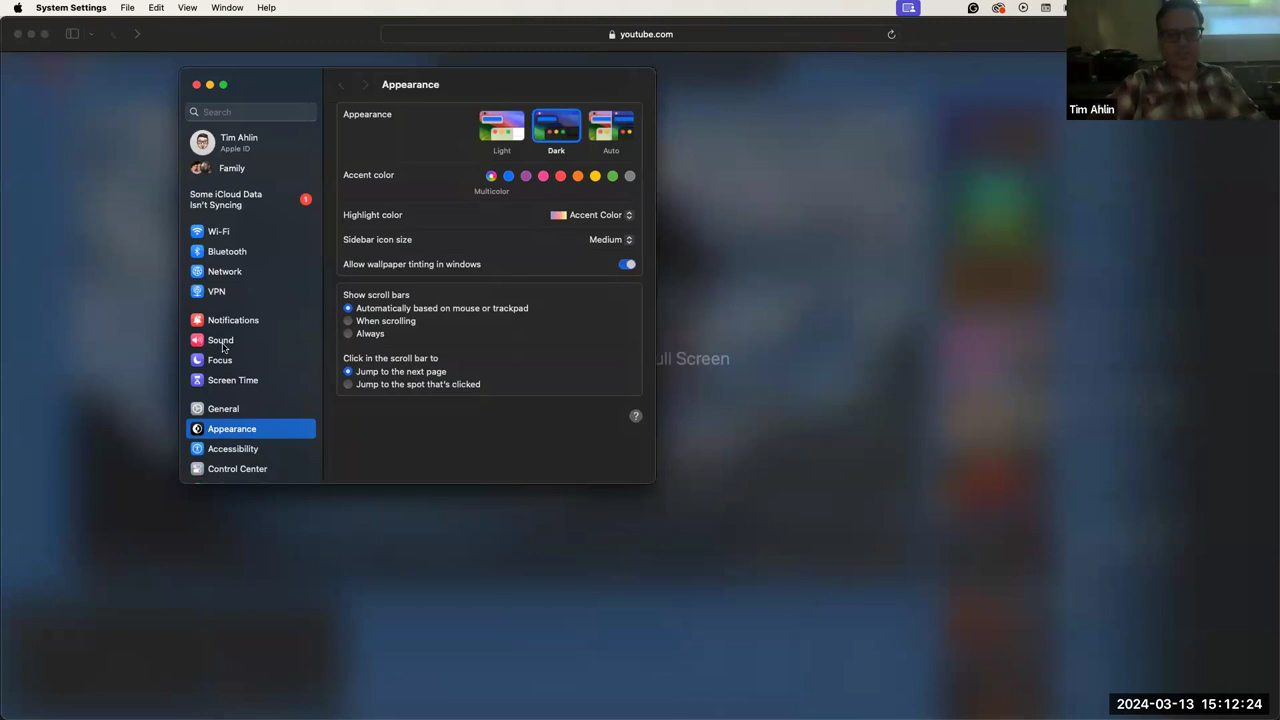 System Settings File Edit View Window Help
youtube.com
Tim Ahlin
Appearance
Search
Tim Ahlin
Apple ID
Family
Some iCloud Data
Isn't Syncing
1
Wi-Fi
Bluetooth
Network
VPN
Notifications
Sound
Focus
Screen Time
General
Appearance
Accessibility
Control Center
Appearance
Light Dark Auto
Accent color
Multicolor
Highlight color Accent Color
Sidebar icon size Medium
Allow wallpaper tinting in windows
Show scroll bars
Automatically based on mouse or trackpad
When scrolling
Always
Click in the scroll bar to
Jump to the next page
Jump to the spot that's clicked
?
ull Screen
2024-03-13 15:12:24